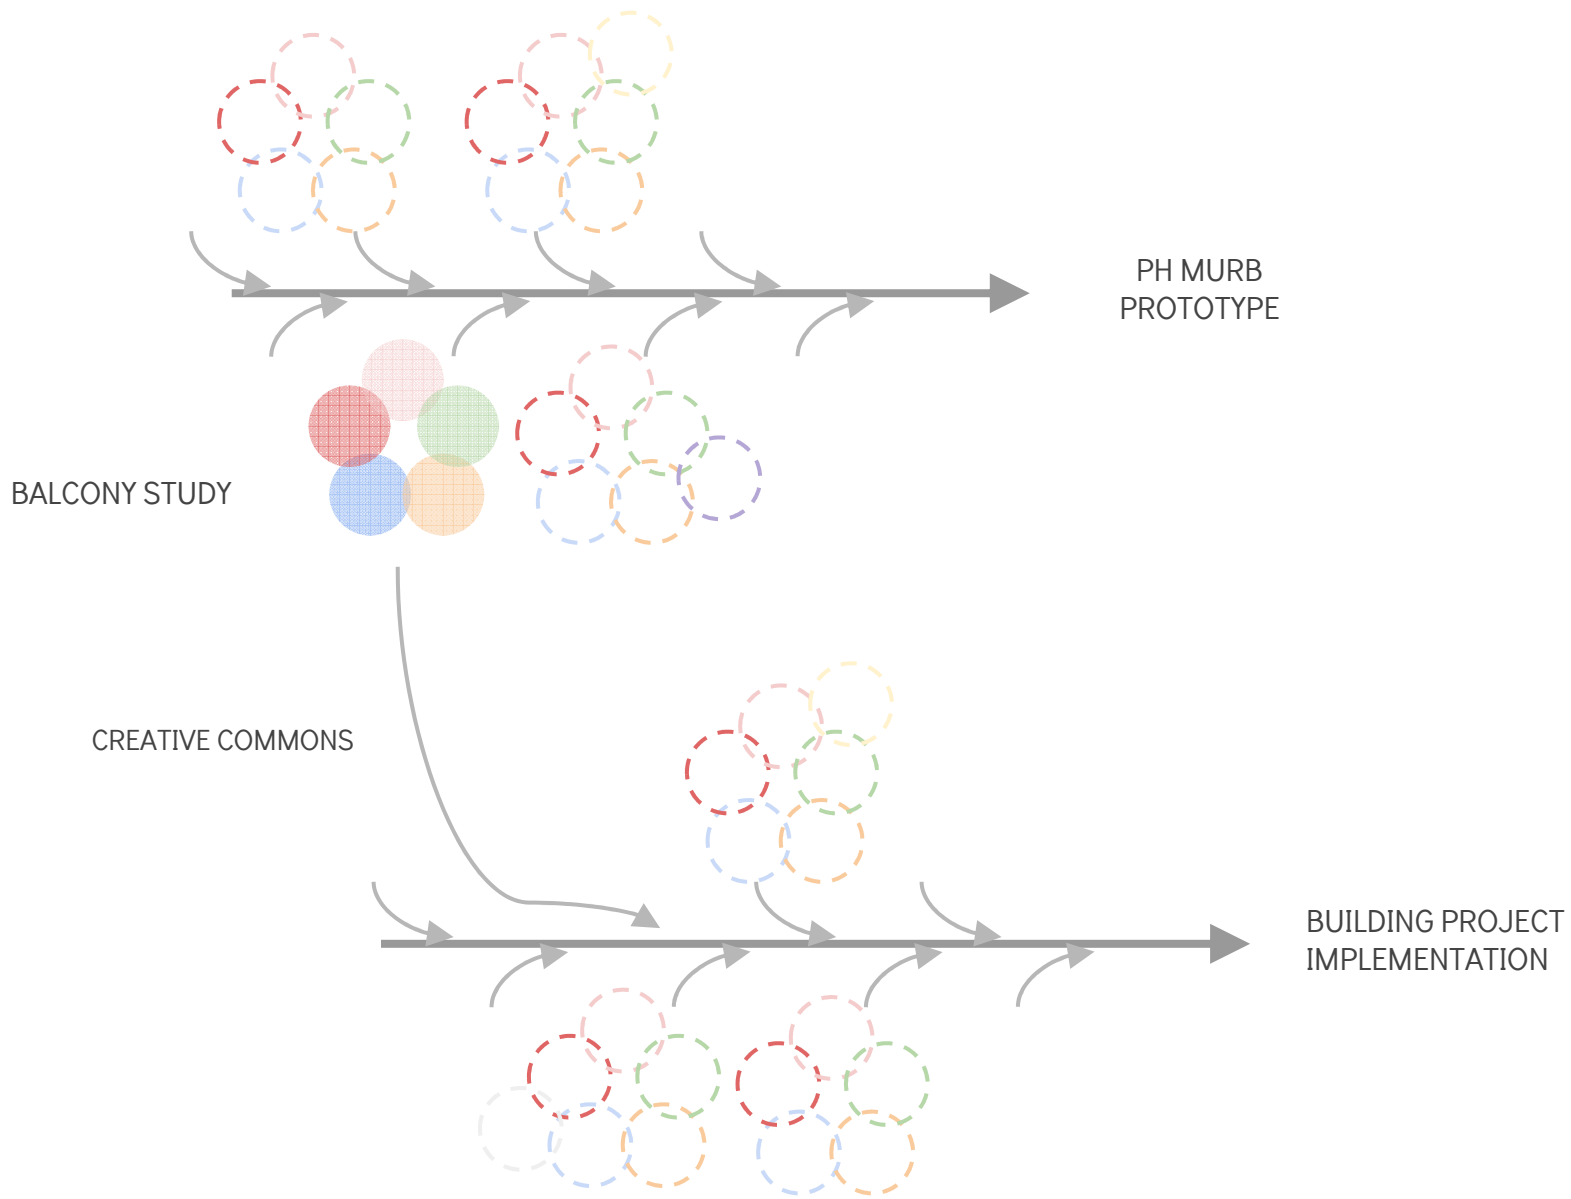 PH MURB
PROTOTYPE
BALCONY STUDY
CREATIVE COMMONS
BUILDING PROJECT
IMPLEMENTATION